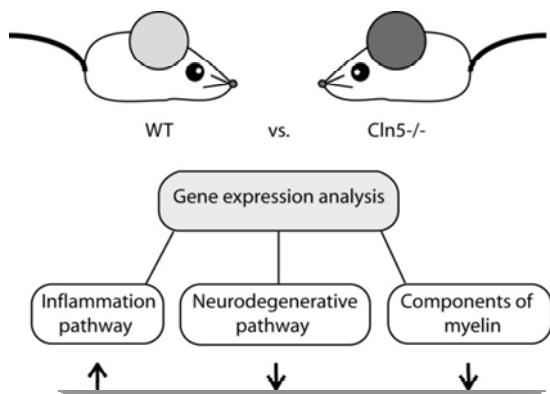 WT vs. Cln5-/-
Gene expression analysis
Inflammation
pathway
Neurodegenerative
pathway
Components of
myelin